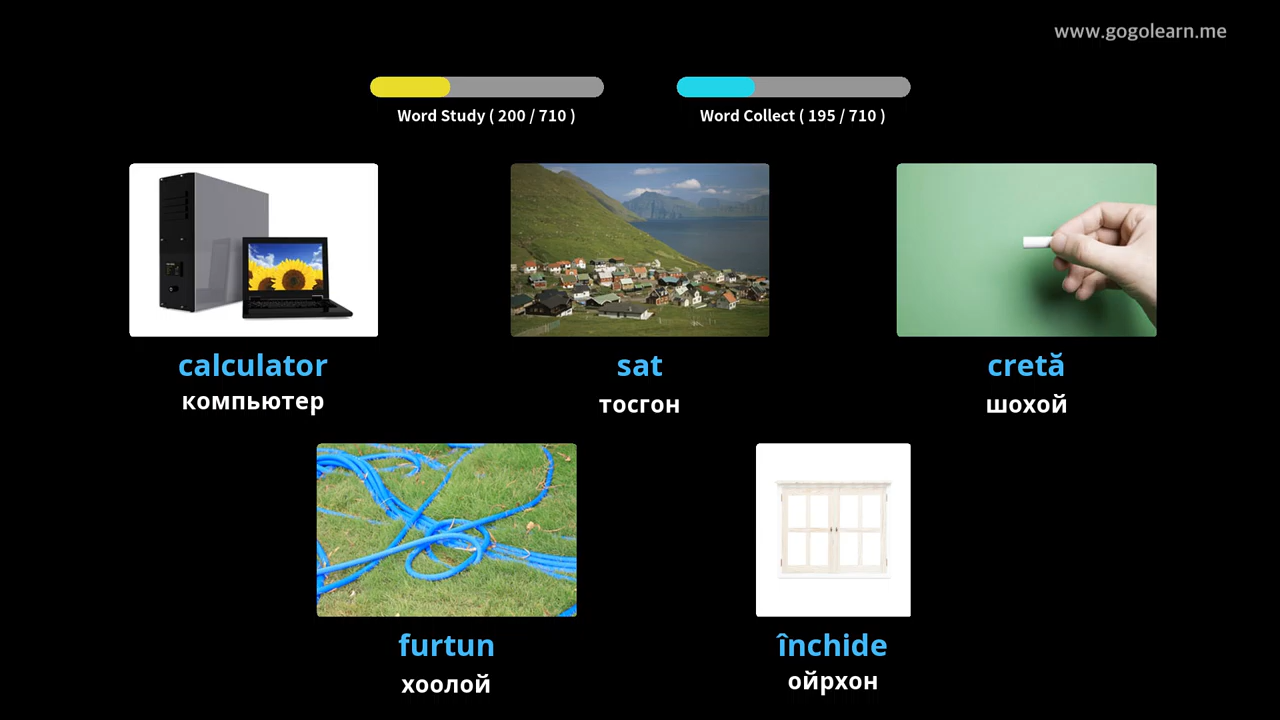 www.gogolearn.me
Word Study ( 200 / 710 )
Word Collect ( 195 / 710 )
calculator
компьютер
sat
тосгон
cretă
шохой
furtun
хоолой
închide
ойрхон